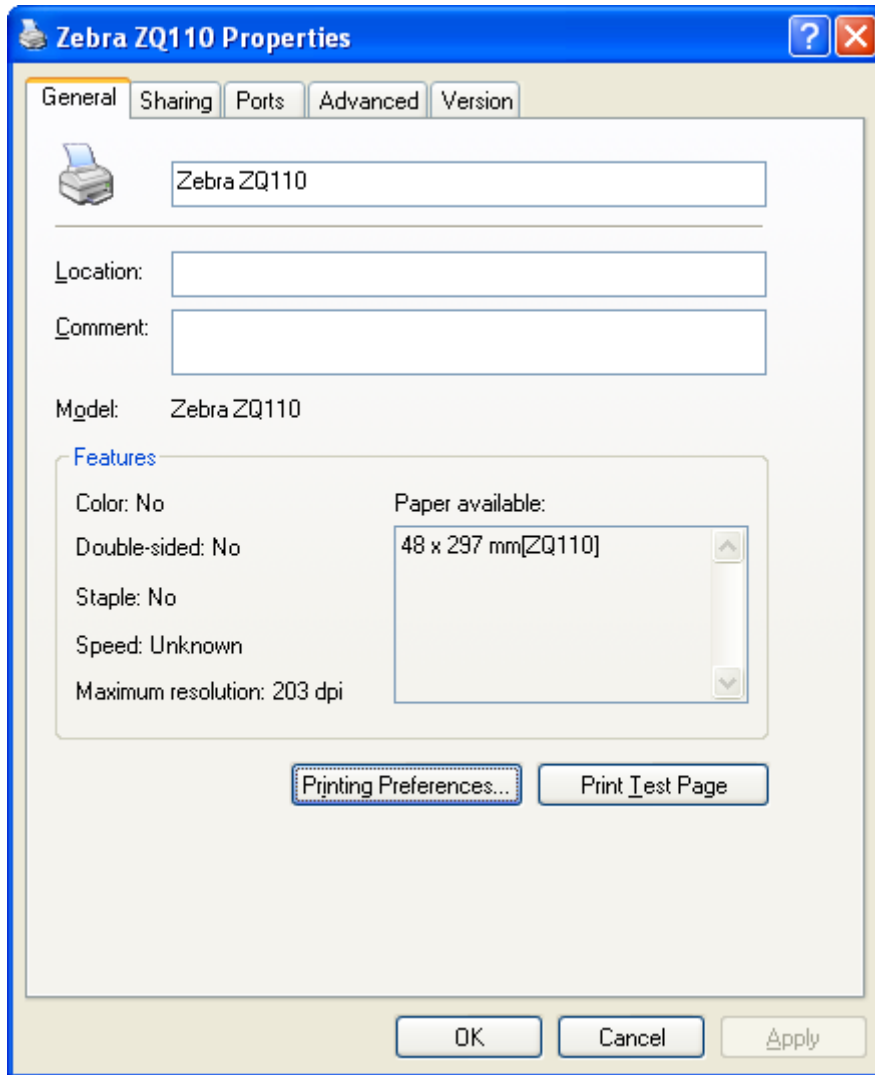 Zebra ZQ110 Properties
General Sharing Ports Advanced Version
Zebra ZQ110
Location:
Comment:
Model: Zebra ZQ110
Features
Color: No
Paper available:
Double-sided: No
48 x 297 mm[ZQ110]
Staple: No
Speed: Unknown
Maximum resolution: 203 dpi
Printing Preferences... Print Test Page
OK Cancel Apply